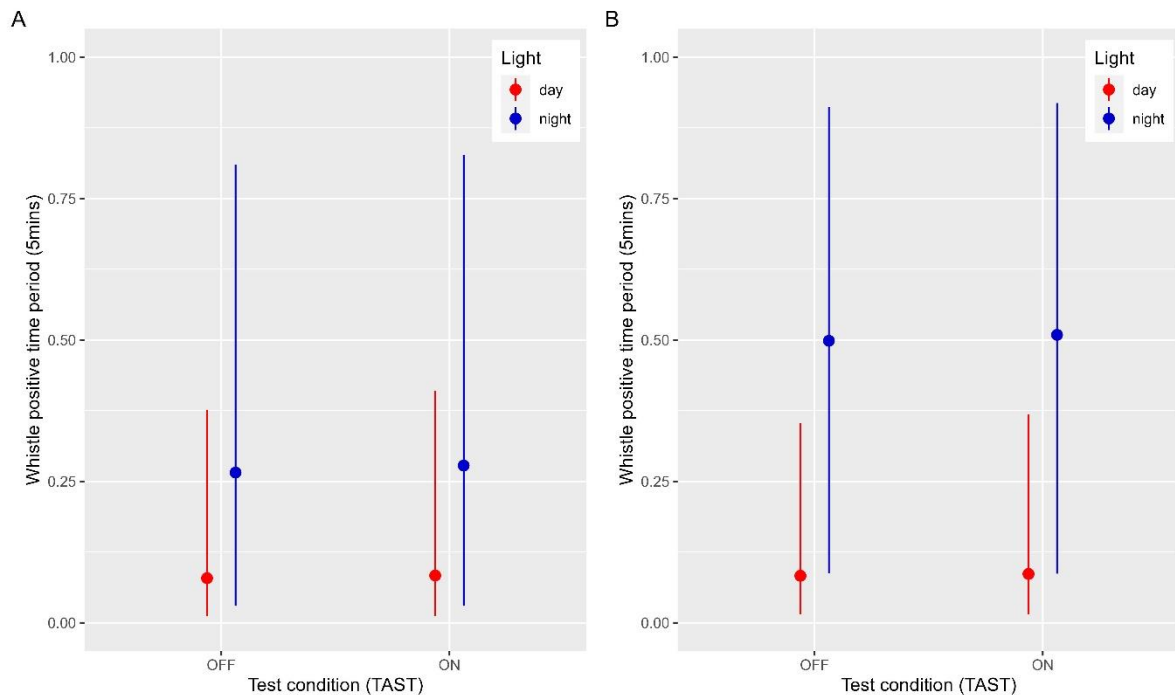 A
Whistle positive time period (5mins)
1.00
0.75
0.50
0.25
0.00
Light
day
night
OFF
ON
Test condition (TAST)
B
Whistle positive time period (5mins)
1.00
0.75
0.50
0.25
0.00
Light
day
night
OFF
ON
Test condition (TAST)